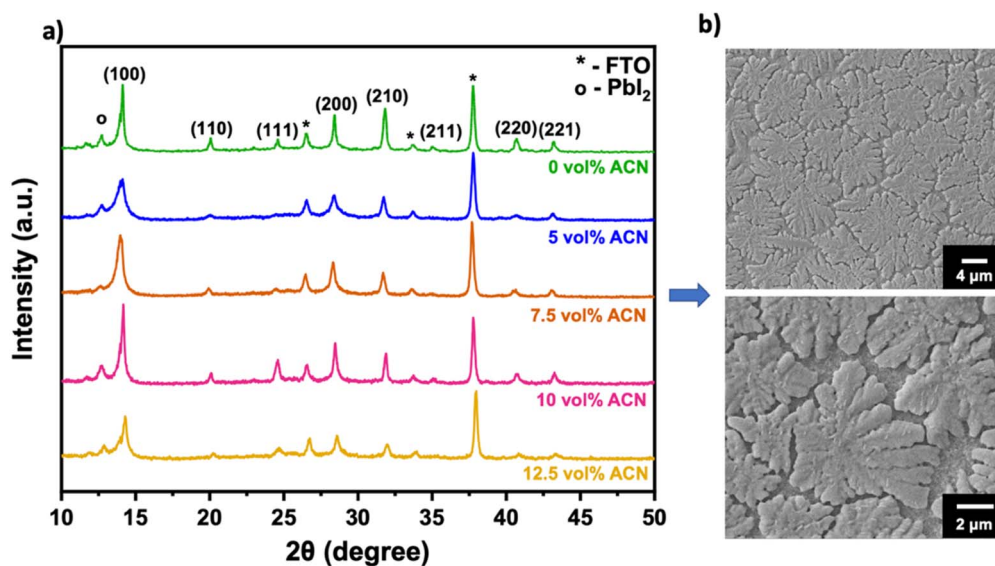 a)
b)
* - FTO
o - PbI₂
(100)
o
(110)
(111)
*
(200)
(210)
*
(211)
*
(220)
(221)
0 vol% ACN
5 vol% ACN
7.5 vol% ACN
10 vol% ACN
12.5 vol% ACN
Intensity (a.u.)
10 15 20 25 30 35 40 45 50
2θ (degree)
4 µm
2 µm